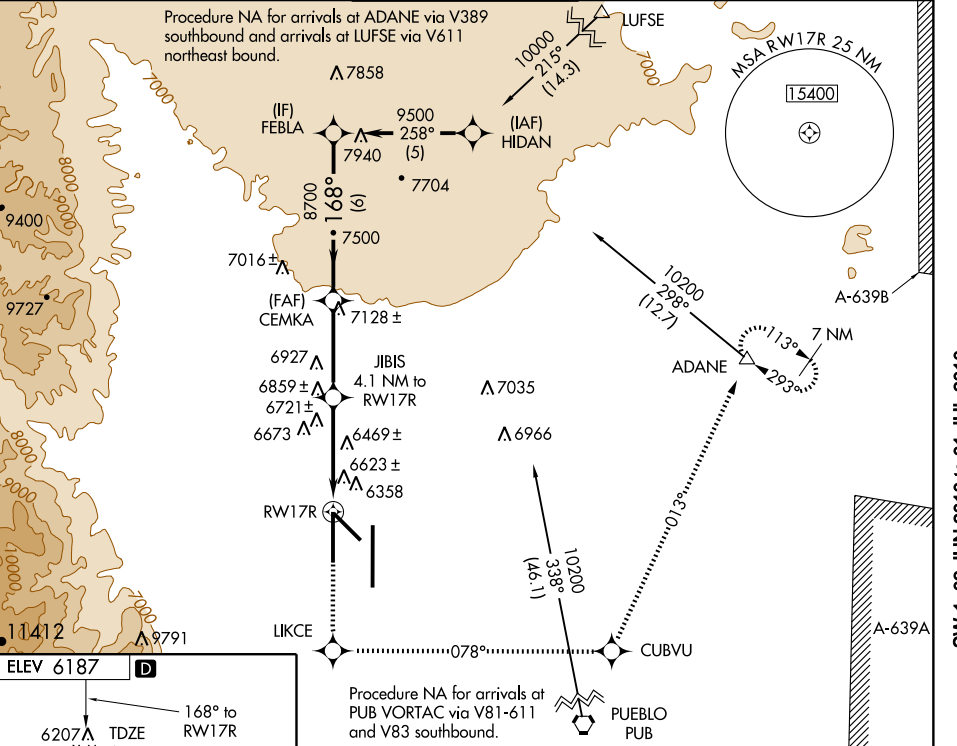 Procedure NA for arrivals at ADANE via V389
southbound and arrivals at LUFSE via V611
northeast bound.
LUFSE
10000
215°
(14.3)
7000
MSA RW17R 25 NM
15400
7858
7000
(IF)
FEBLA
9500
258°
(5)
(IAF)
HIDAN
7940
7704
8700
168°
(6)
7500
8000
9000
9400
9727
7016±
(FAF)
CEMKA
7128±
10200
298°
(12.7)
A-639B
7 NM
113°
293°
ADANE
6927
JIBIS
4.1 NM to
RW17R
6859±
6721±
6673
6469±
6623±
6358
7035
6966
RW17R
8000
9000
10000
7000
013°
10200
338°
(46.1)
11412
9791
LIKCE
078°
CUBVU
A-639A
ELEV 6187
D
168° to
RW17R
6207
TDZE
Procedure NA for arrivals at
PUB VORTAC via V81-611
and V83 southbound.
PUEBLO
PUB